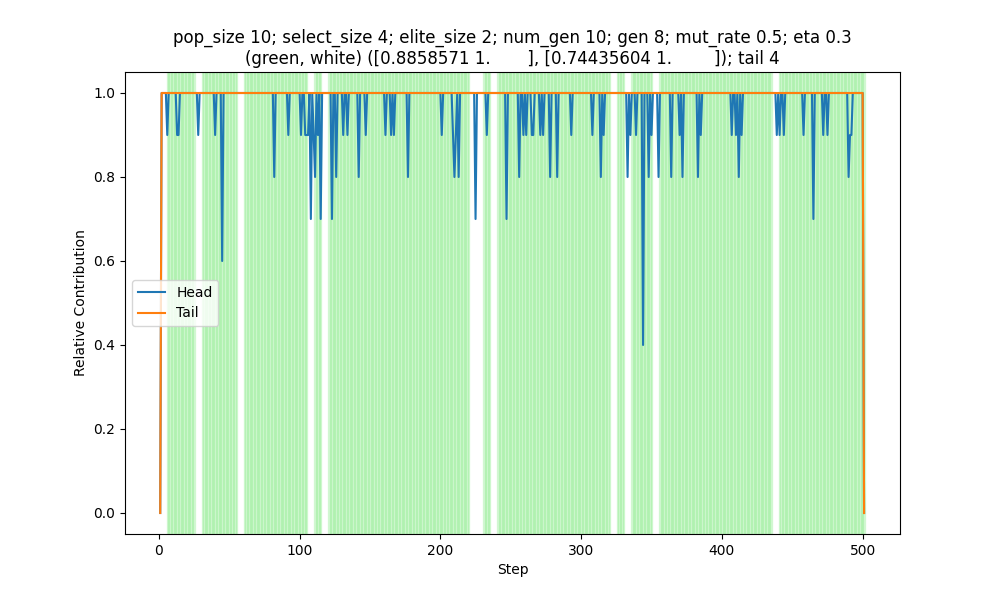 pop_size 10; select_size 4; elite_size 2; num_gen 10; gen 8; mut_rate 0.5; eta 0.3
(green, white) ([0.8858571 1.       ], [0.74435604 1.        ]); tail 4
1.0
0.8
0.6
0.4
0.2
0.0
Relative Contribution
Head
Tail
0 100 200 300 400 500
Step